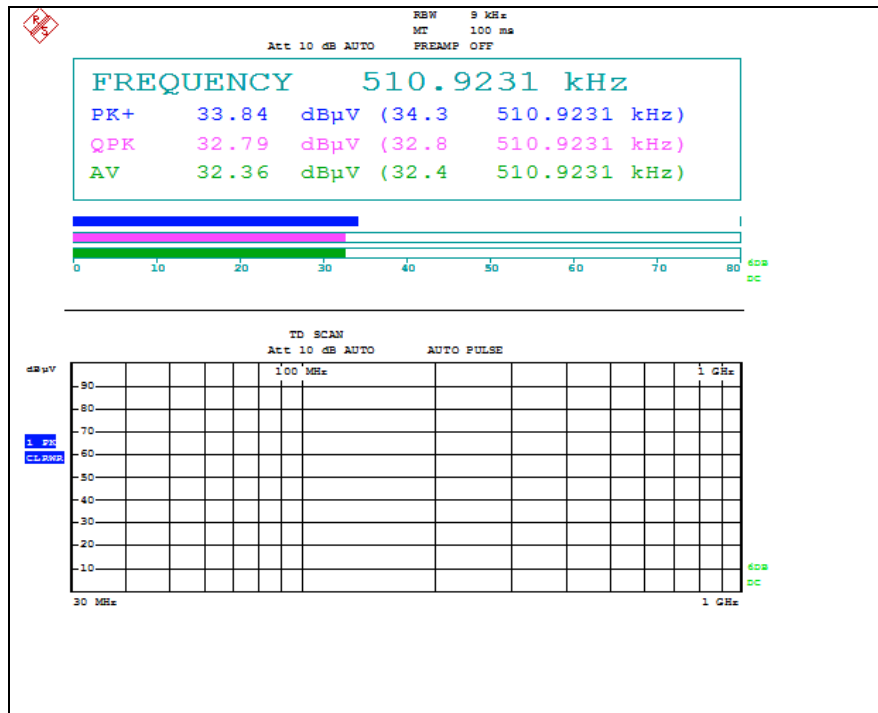 R S
RBW 9 kHz
MT 100 ms
Att 10 dB AUTO PREAMP OFF
FREQUENCY 510.9231 kHz
PK+ 33.84 dBµV (34.3 510.9231 kHz)
QPK 32.79 dBµV (32.8 510.9231 kHz)
AV 32.36 dBµV (32.4 510.9231 kHz)
0 10 20 30 40 50 60 70 80
6DB
DC
TD SCAN
Att 10 dB AUTO AUTO PULSE
dBµV
100 MHz 1 GHz
90
80
70
1 PK
CLRWR
60
50
40
30
20
10
6DB
DC
30 MHz 1 GHz